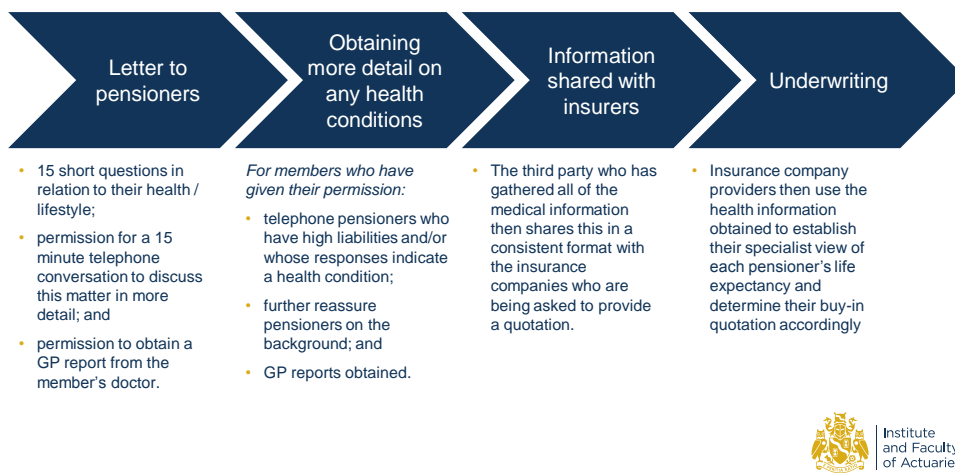 Letter to
pensioners
Obtaining
more detail on
any health
conditions
Information
shared with
insurers
Underwriting
• 15 short questions in
relation to their health /
lifestyle;
• permission for a 15
minute telephone
conversation to discuss
this matter in more
detail; and
• permission to obtain a
GP report from the
member's doctor.
For members who have
given their permission:
• telephone pensioners who
have high liabilities and/or
whose responses indicate
a health condition;
• further reassure
pensioners on the
background; and
• GP reports obtained.
• The third party who has
gathered all of the
medical information
then shares this in a
consistent format with
the insurance
companies who are
being asked to provide
a quotation.
• Insurance company
providers then use the
health information
obtained to establish
their specialist view of
each pensioner's life
expectancy and
determine their buy-in
quotation accordingly
Institute
and Faculty
of Actuarie